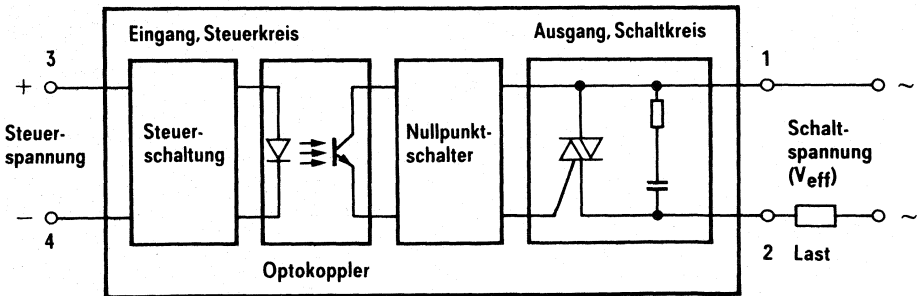 Eingang, Steuerkreis
Ausgang, Schaltkreis
3
1
+
~
Steuer-
spannung
Steuer-
schaltung
Nullpunkt-
schalter
Schalt-
spannung
(Veff)
−
~
4
2
Last
Optokoppler